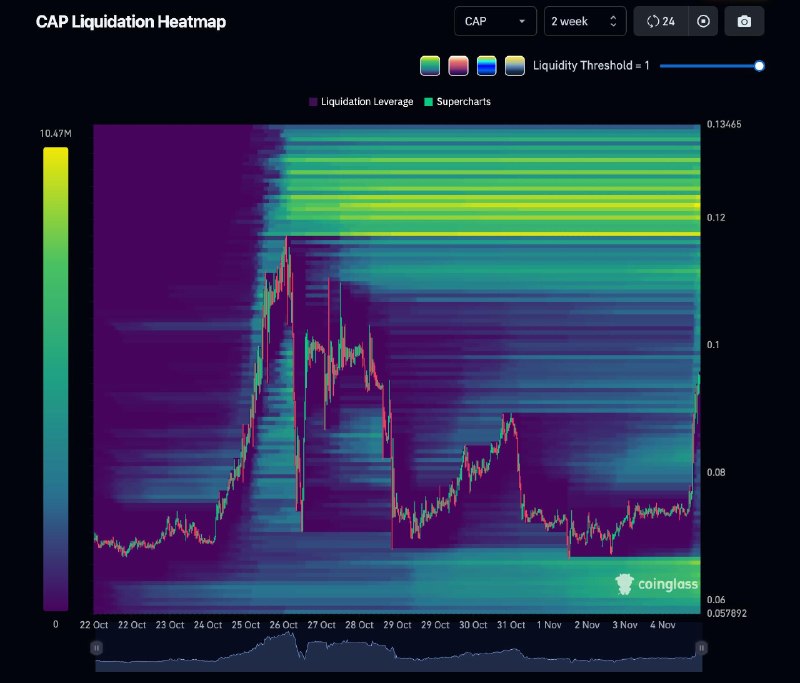 CAP Liquidation Heatmap
CAP
2 week
24
Liquidity Threshold = 1
Liquidation Leverage
Supercharts
10.47M
0.13465
0.12
0.1
0.08
0.06
0.057892
coinglass
0
22 Oct 22 Oct 23 Oct 24 Oct 25 Oct 26 Oct 27 Oct 28 Oct 29 Oct 29 Oct 30 Oct 31 Oct 1 Nov 2 Nov 3 Nov 4 Nov